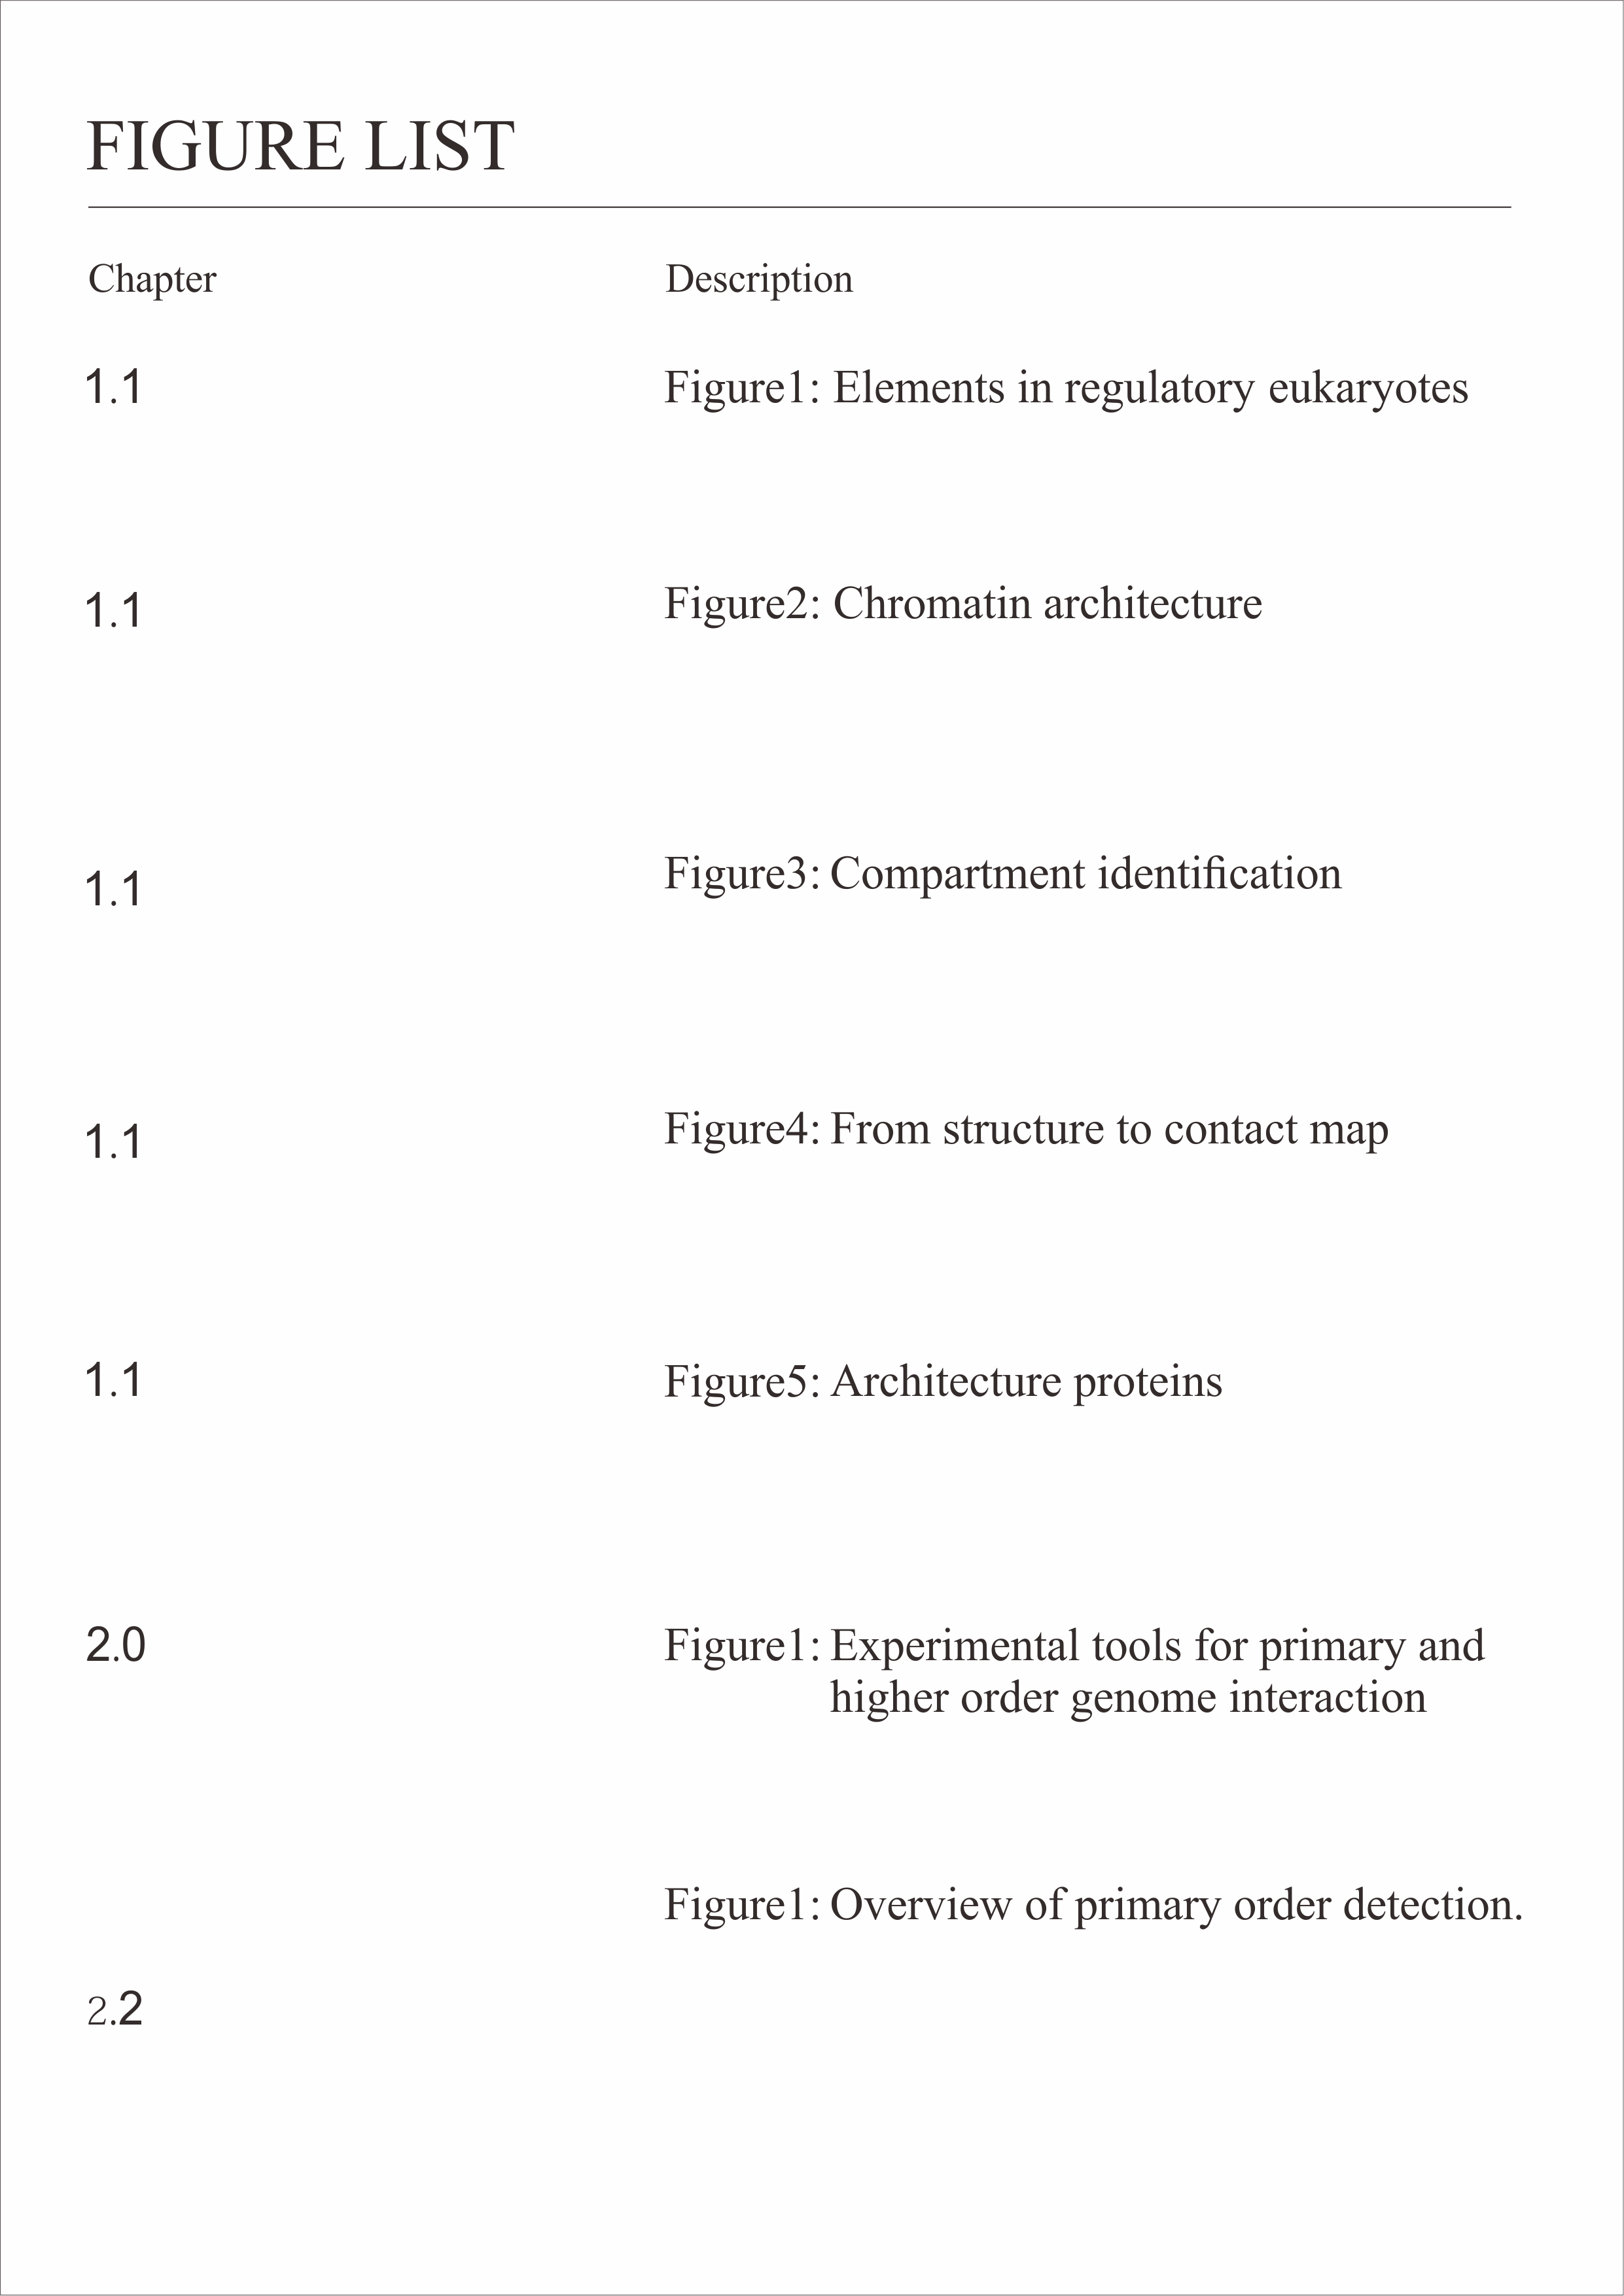 FIGURE LIST
Chapter Description
1.1 Figure1: Elements in regulatory eukaryotes
1.1 Figure2: Chromatin architecture
1.1 Figure3: Compartment identification
1.1 Figure4: From structure to contact map
1.1 Figure5: Architecture proteins
2.0 Figure1: Experimental tools for primary and
higher order genome interaction
Figure1: Overview of primary order detection.
2.2